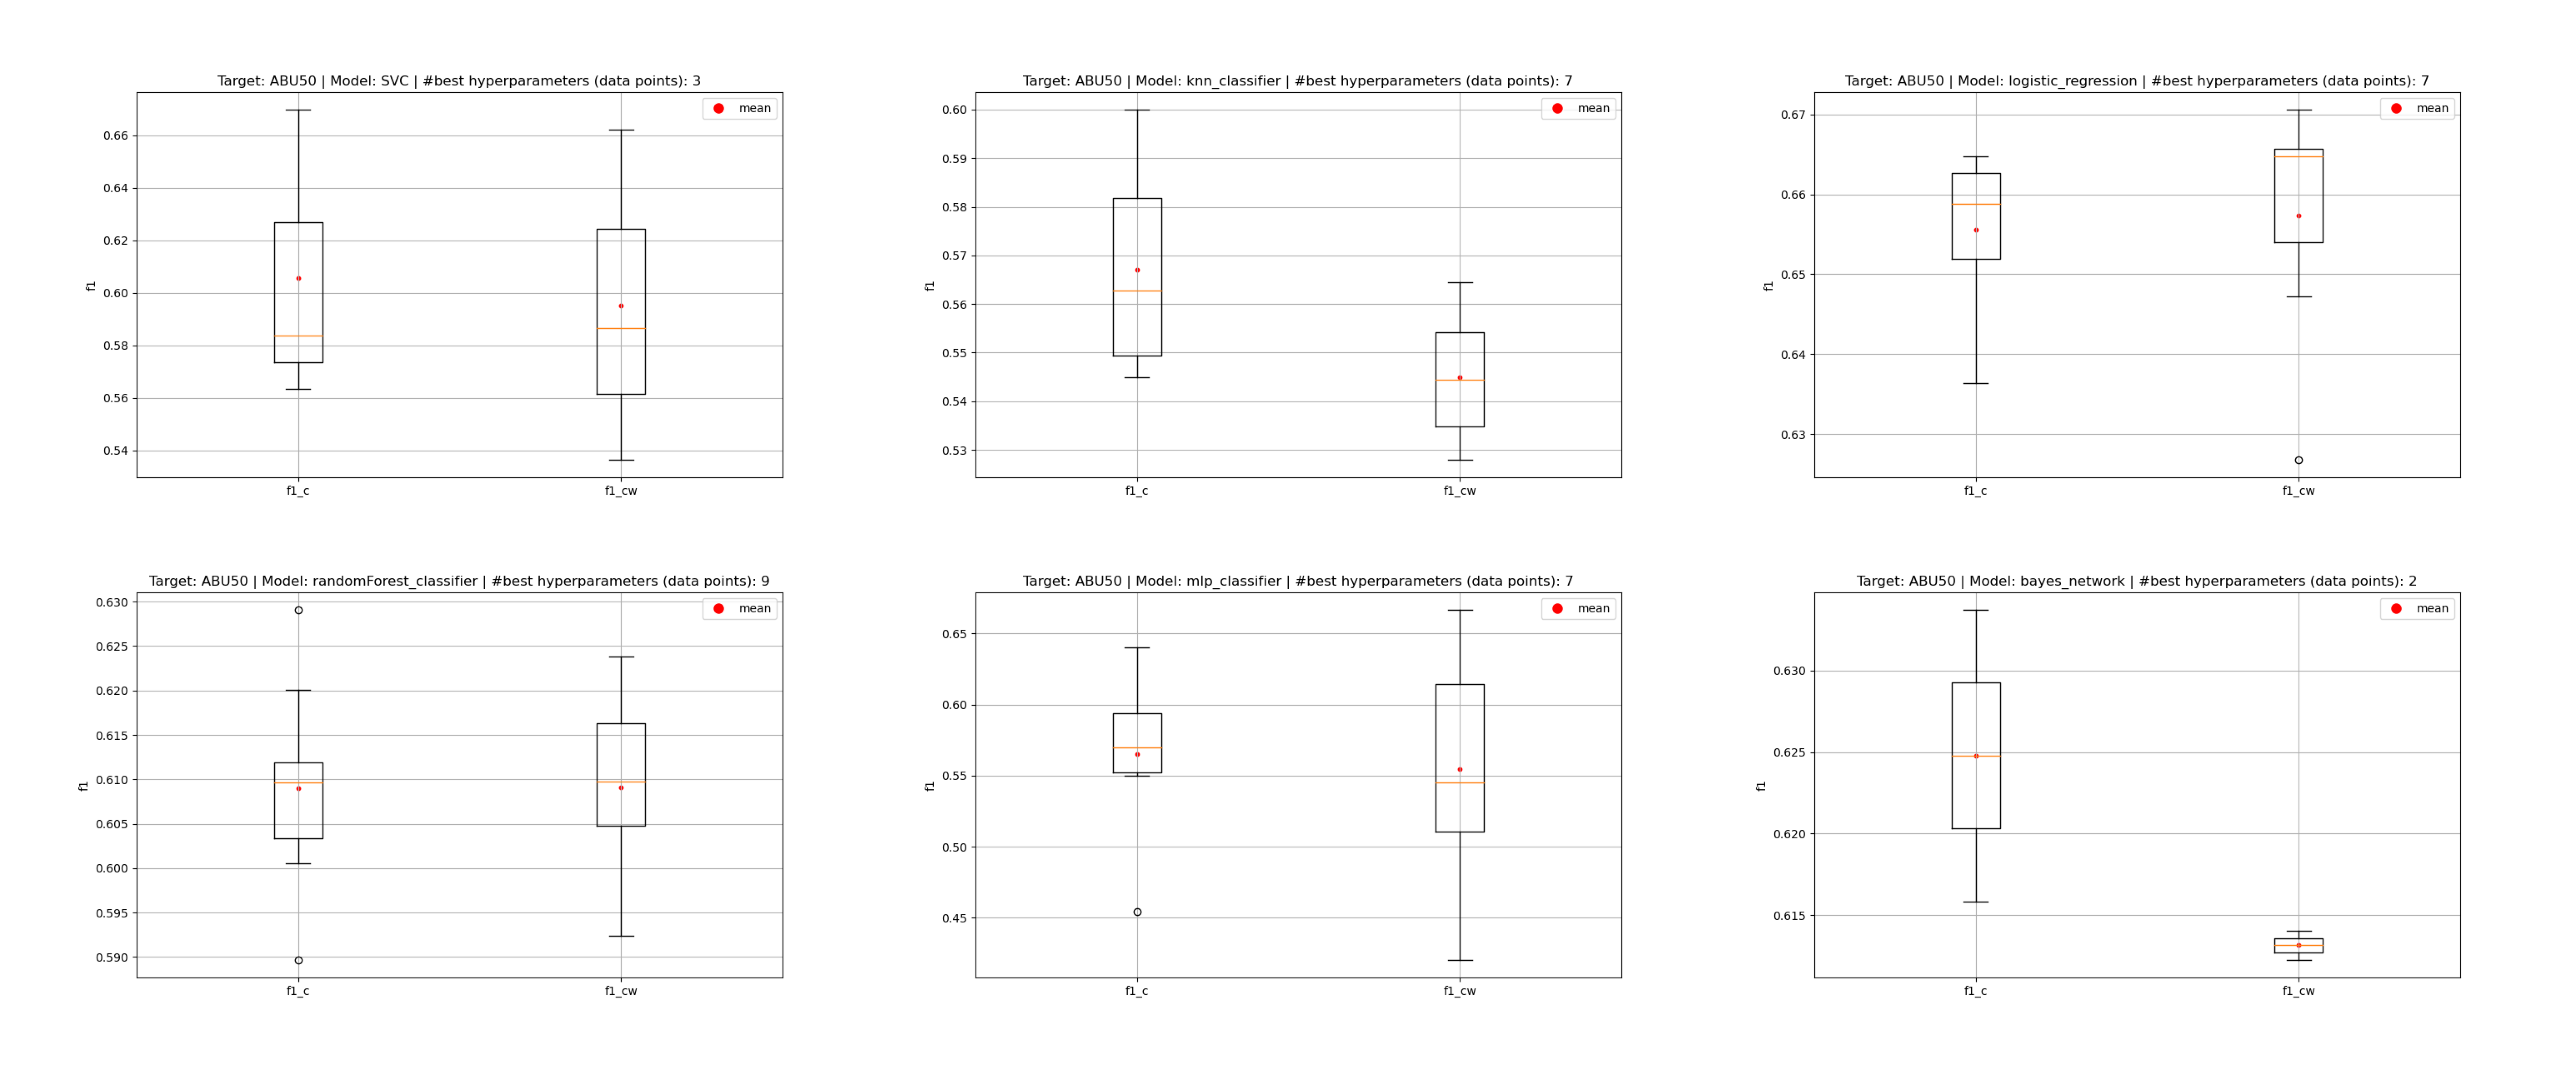 Target: ABU50 | Model: SVC | #best hyperparameters (data points): 3
mean
0.66
0.64
0.62
0.60
0.58
0.56
0.54
f1
f1_c
f1_cw
Target: ABU50 | Model: knn_classifier | #best hyperparameters (data points): 7
mean
0.60
0.59
0.58
0.57
0.56
0.55
0.54
0.53
f1
f1_c
f1_cw
Target: ABU50 | Model: logistic_regression | #best hyperparameters (data points): 7
mean
0.67
0.66
0.65
0.64
0.63
f1
f1_c
f1_cw
Target: ABU50 | Model: randomForest_classifier | #best hyperparameters (data points): 9
mean
0.630
0.625
0.620
0.615
0.610
0.605
0.600
0.595
0.590
f1
f1_c
f1_cw
Target: ABU50 | Model: mlp_classifier | #best hyperparameters (data points): 7
mean
0.65
0.60
0.55
0.50
0.45
f1
f1_c
f1_cw
Target: ABU50 | Model: bayes_network | #best hyperparameters (data points): 2
mean
0.630
0.625
0.620
0.615
f1
f1_c
f1_cw